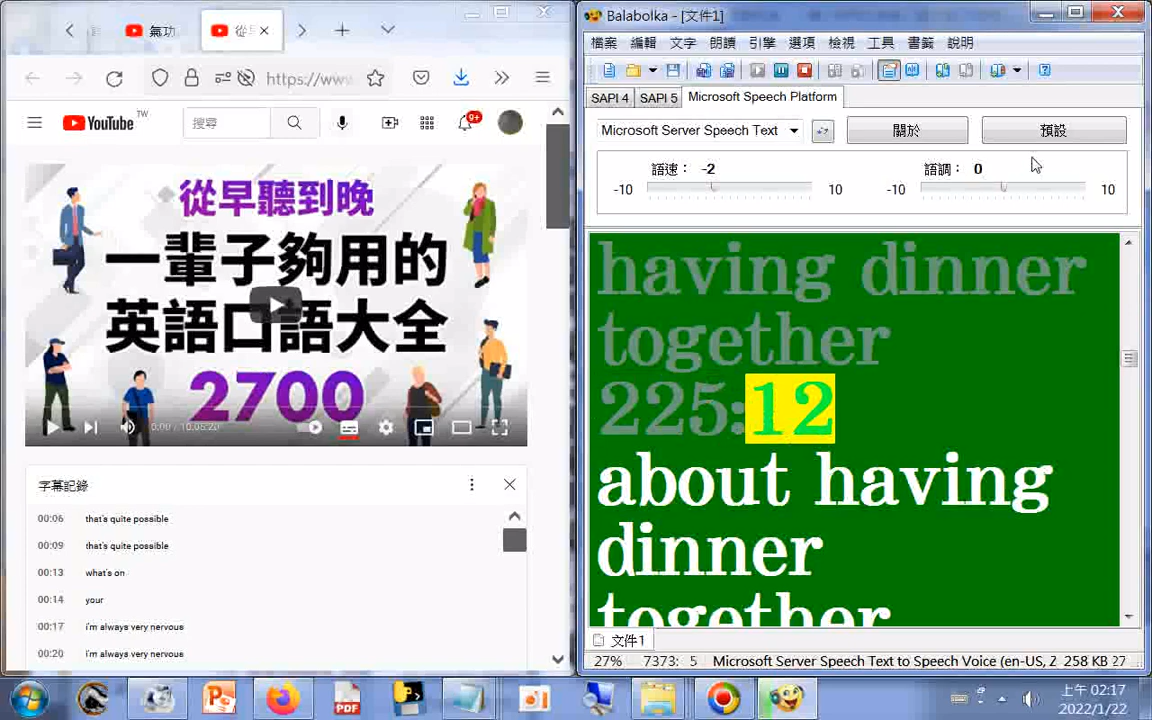 氣功
從
https://www
YouTube TW
搜尋
9+
從早聽到晚
一輩子夠用的
英語口語大全
2700
0:00 / 10:05:20
字幕記錄
00:06 that's quite possible
00:09 that's quite possible
00:13 what's on
00:14 your
00:17 i'm always very nervous
00:20 i'm always very nervous
Balabolka - [文件1]
檔案 編輯 文字 朗讀 引擎 選項 檢視 工具 書籤 說明
SAPI 4 SAPI 5 Microsoft Speech Platform
Microsoft Server Speech Text 關於 預設
語速： -2 語調： 0
-10 10 -10 10
having dinner
together
225:12
about having
dinner
together
文件1
27% 7373: 5 Microsoft Server Speech Text to Speech Voice (en-US, Z 258 KB 27
PDF
上午 02:17
2022/1/22